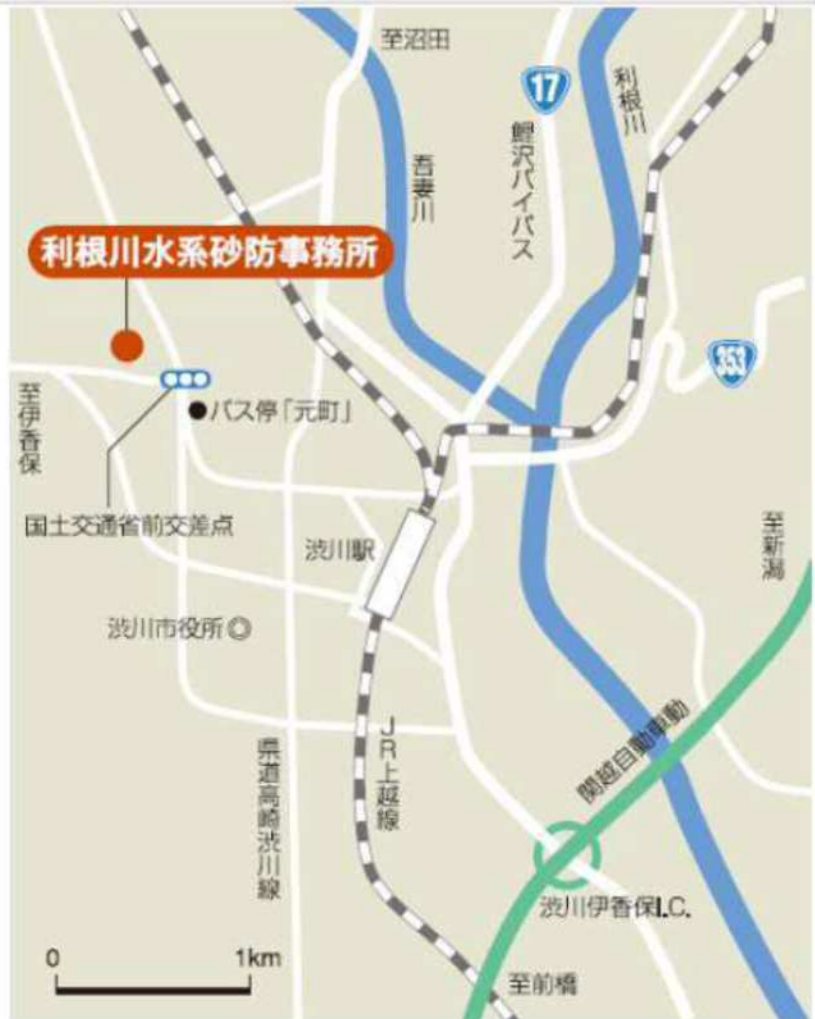 至沼田
17
利根川
鯉沢バイパス
吾妻川
利根川水系砂防事務所
353
至伊香保
バス停「元町」
国土交通省前交差点
至新潟
渋川駅
渋川市役所◎
関越自動車動
JR上越線
県道高崎渋川線
渋川伊香保I.C.
0 1km
至前橋